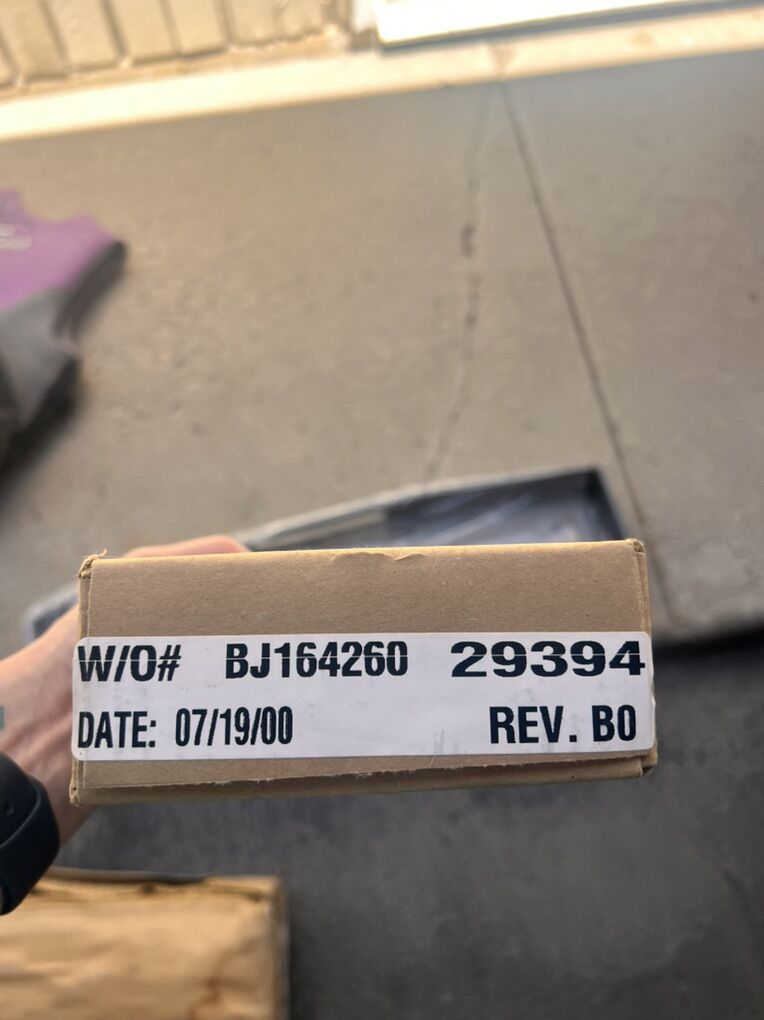 W/O# BJ164260 29394
DATE: 07/19/00 REV. B0